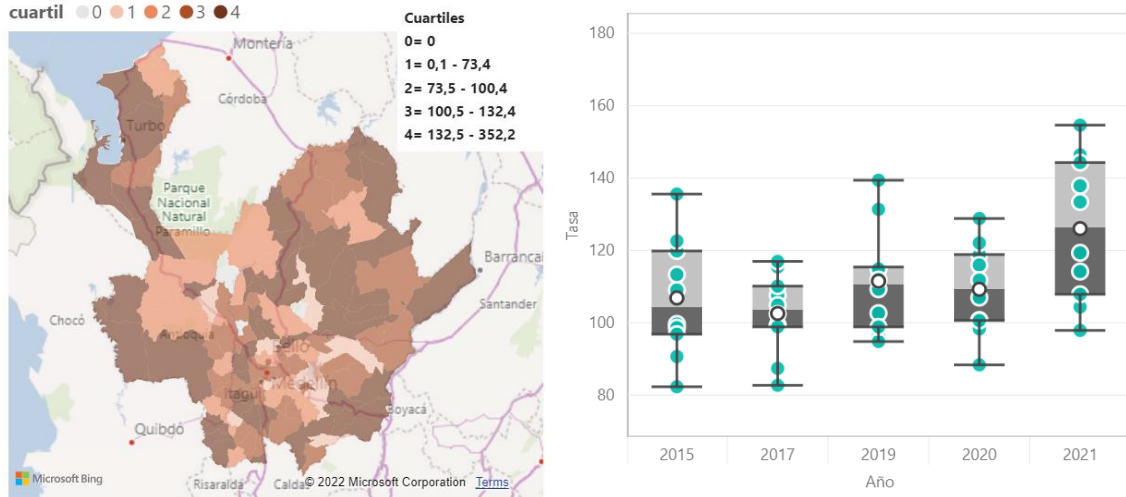 cuartil 0 1 2 3 4
Cuartiles
0= 0
1= 0,1 - 73,4
2= 73,5 - 100,4
3= 100,5 - 132,4
4= 132,5 - 352,2
Montería
Córdoba
Turbo
Parque
Nacional
Natural
Paramillo
Barrancal
Santander
Chocó
Antioquia
Bello
Medellín
Itagüí
Boyacá
Quibdó
Risaralda
Caldas
Microsoft Bing
© 2022 Microsoft Corporation Terms
180
160
140
120
100
80
Tasa
2015 2017 2019 2020 2021
Año